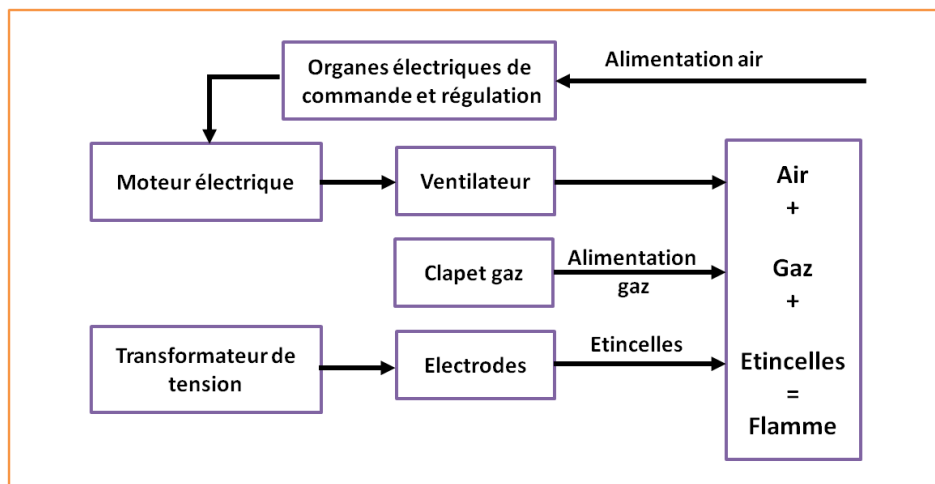 Organes électriques de
commande et régulation
Alimentation air
Moteur électrique
Ventilateur
Clapet gaz
Alimentation
gaz
Transformateur de
tension
Electrodes
Etincelles
Air
+
Gaz
+
Etincelles
=
Flamme